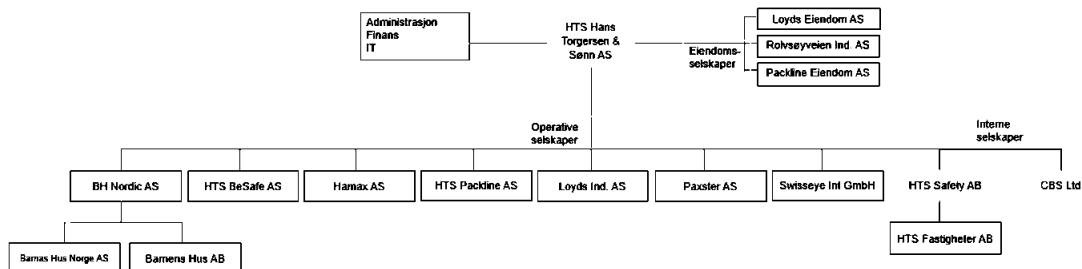 Administrasjon
Finans
IT
HTS Hans
Torgersen &
Sønn AS
Eiendoms-
selskaper
Loyds Eiendom AS
Rolvsøyveien Ind. AS
Packline Eiendom AS
Operative
selskaper
Interne
selskaper
BH Nordic AS
HTS BeSafe AS
Hamax AS
HTS Packline AS
Loyds Ind. AS
Paxster AS
Swisseye Int GmbH
HTS Safety AB
CBS Ltd
Barnas Hus Norge AS
Barnens Hus AB
HTS Fastigheter AB